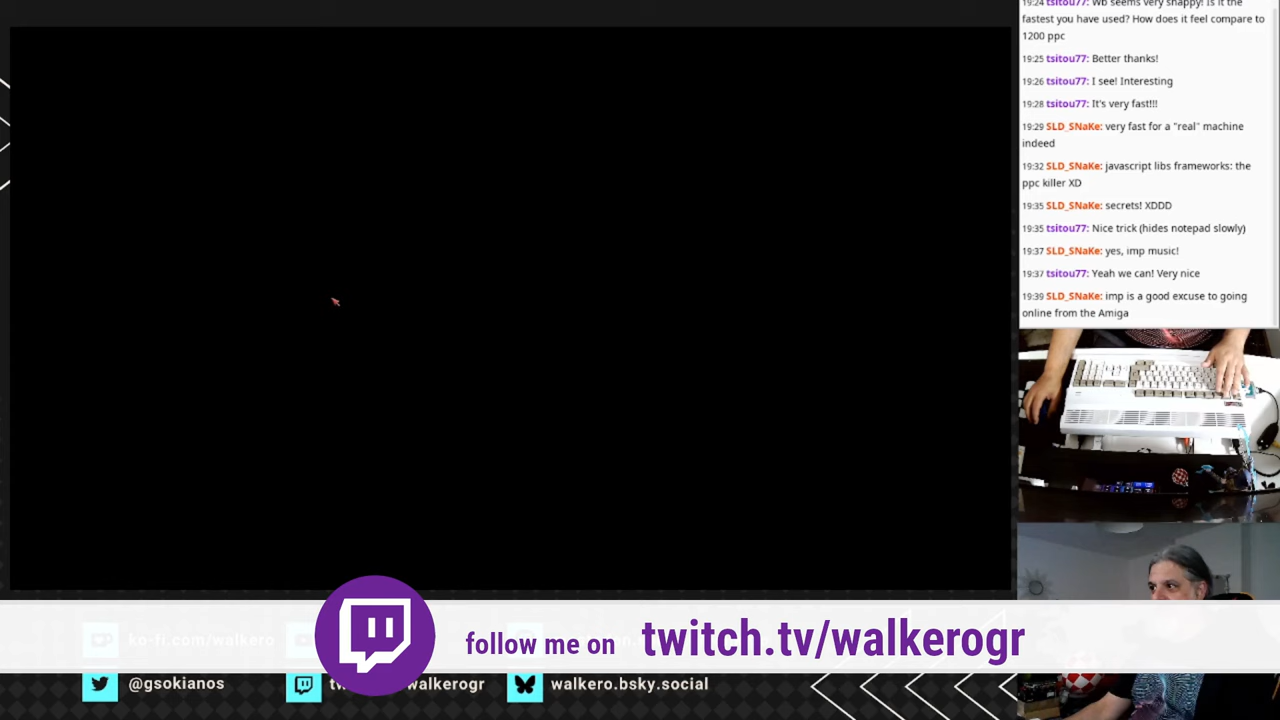 19:24 tsitou77: Wb seems very snappy! Is it the
fastest you have used? How does it feel compare to
1200 ppc
19:25 tsitou77: Better thanks!
19:26 tsitou77: I see! Interesting
19:28 tsitou77: It's very fast!!!
19:29 SLD_SNaKe: very fast for a "real" machine
indeed
19:32 SLD_SNaKe: javascript libs frameworks: the
ppc killer XD
19:35 SLD_SNaKe: secrets! XDDD
19:35 tsitou77: Nice trick (hides notepad slowly)
19:37 SLD_SNaKe: yes, imp music!
19:37 tsitou77: Yeah we can! Very nice
19:39 SLD_SNaKe: imp is a good excuse to going
online from the Amiga
ko-fi.com/walkero
follow me on twitch.tv/walkerogr
@gsokianos
walkerogr
walkero.bsky.social